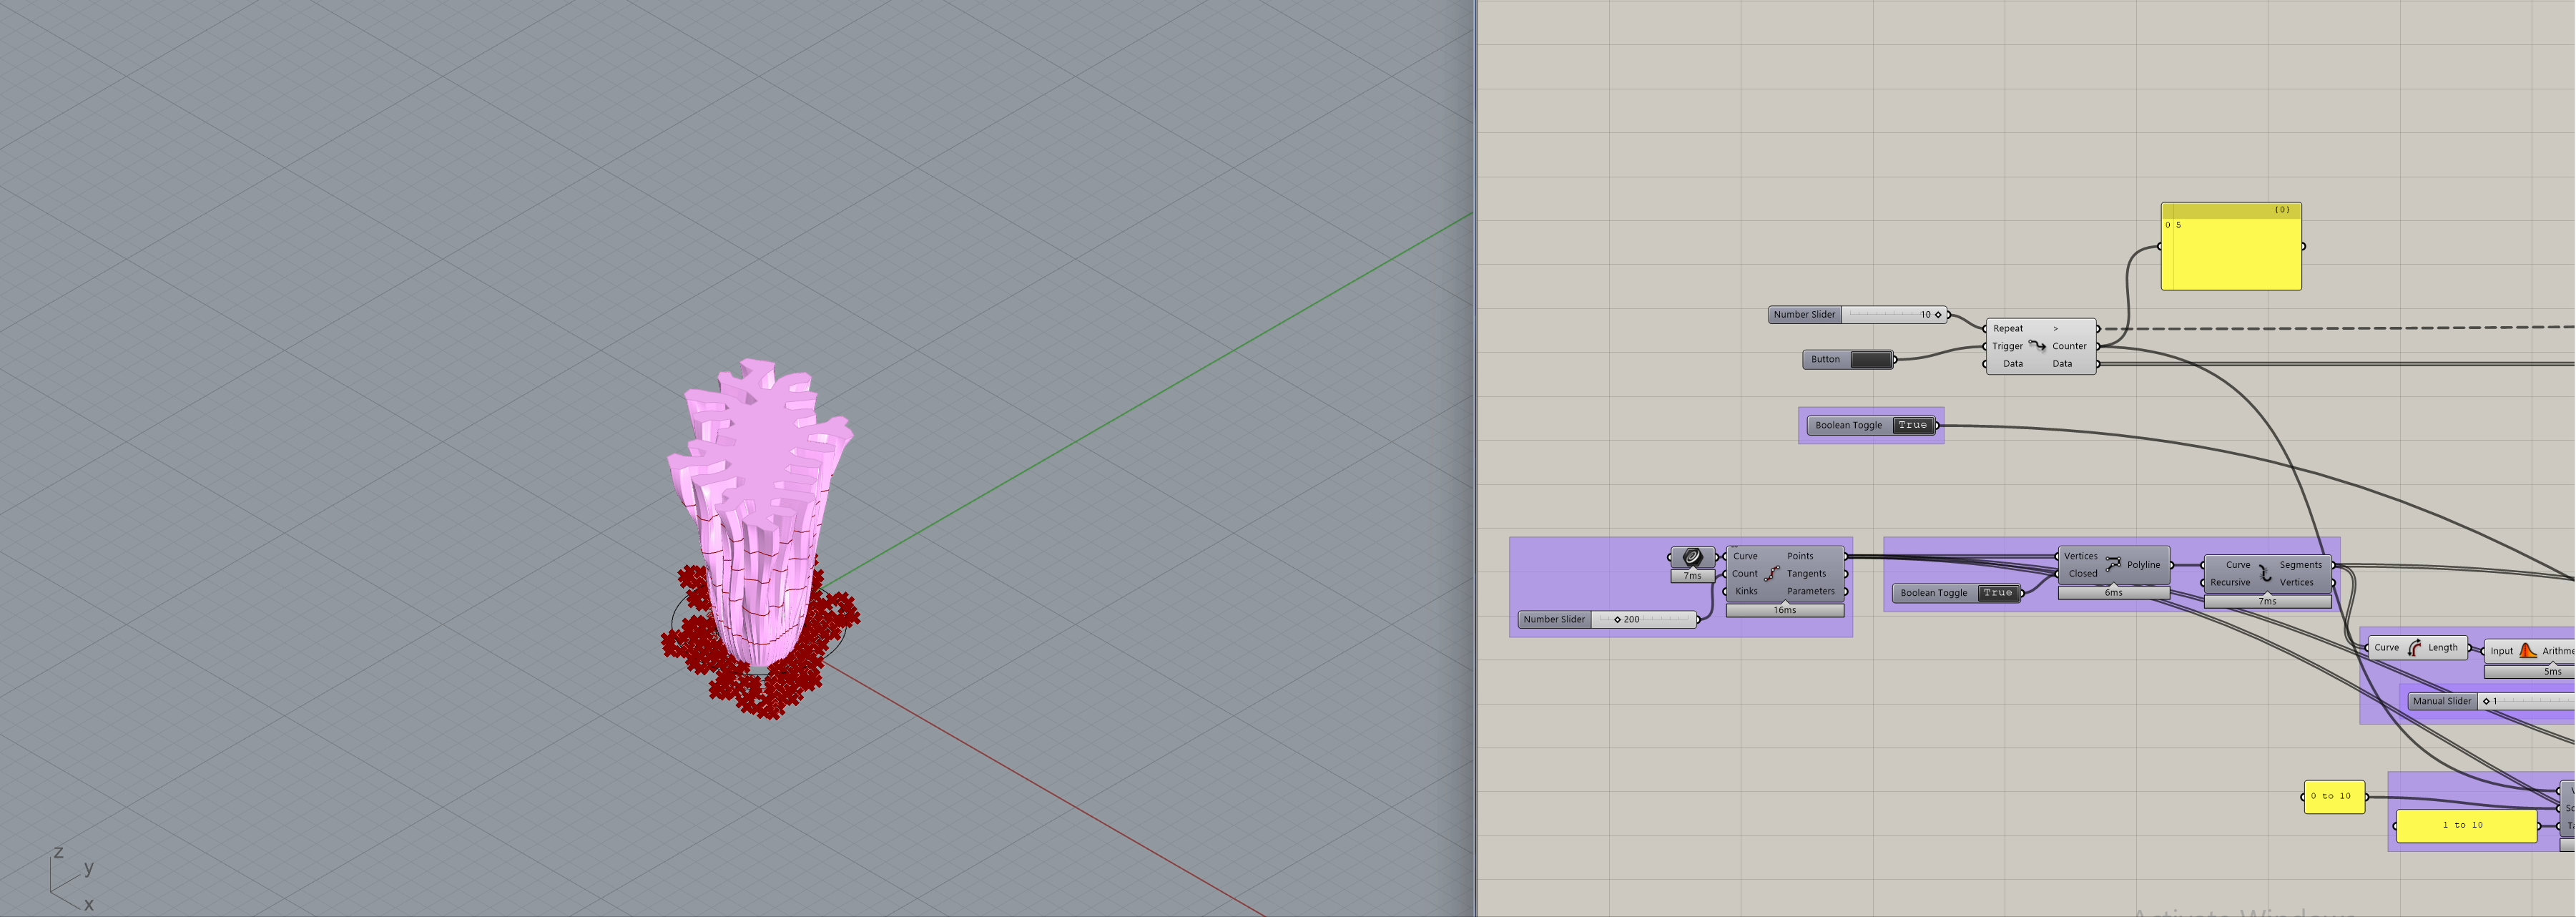 {0}
0 5
Number Slider 10
Repeat >
Trigger Counter
Data Data
Button
Boolean Toggle True
Curve Points
Count Tangents
Kinks Parameters
7ms
16ms
Number Slider 200
Vertices Polyline
Closed
6ms
Boolean Toggle True
Curve Segments
Recursive Vertices
7ms
Curve Length
Input Arithme
5ms
Manual Slider 1
0 to 10
1 to 10
z
y
x
Activate Windows